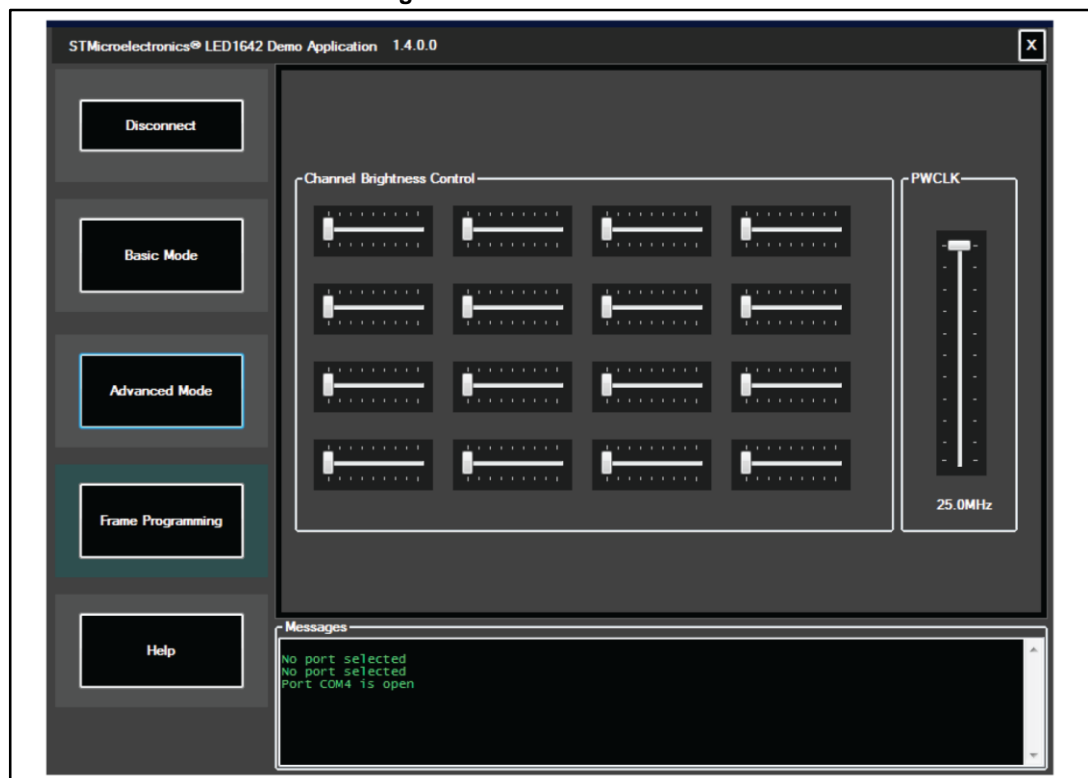 STMicroelectronics® LED1642 Demo Application 1.4.0.0
X
Disconnect
Basic Mode
Advanced Mode
Frame Programming
Help
Channel Brightness Control
PWCLK
25.0MHz
Messages
No port selected
No port selected
Port COM4 is open